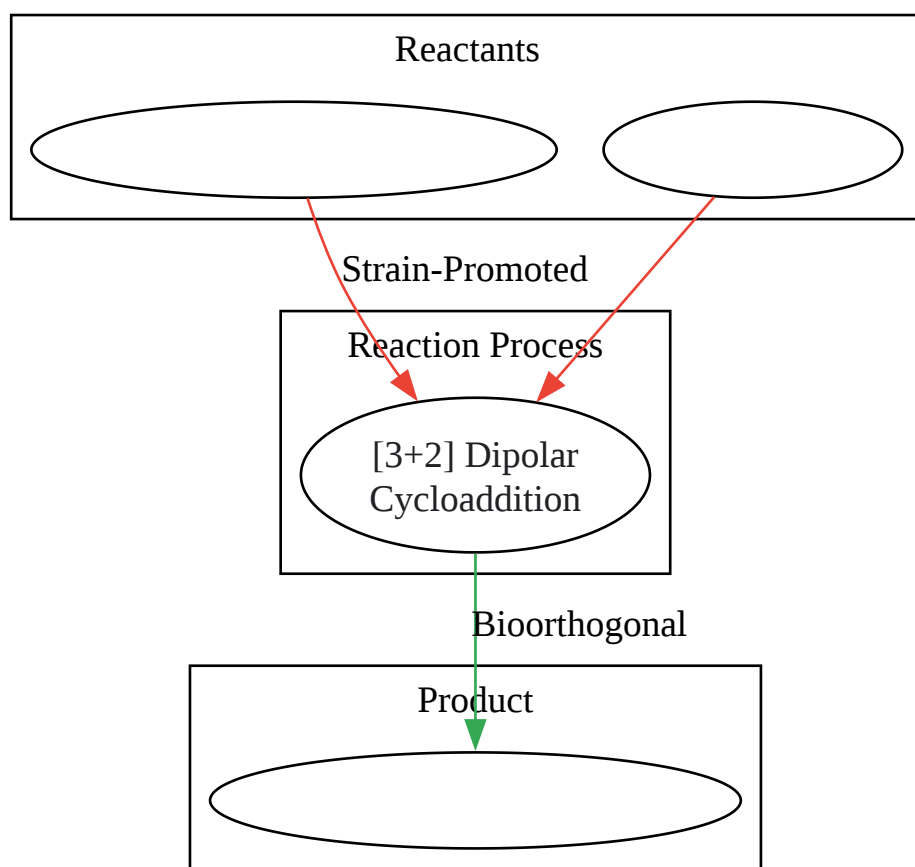 Reactants
Strain-Promoted
Reaction Process
[3+2] Dipolar
Cycloaddition
Bioorthogonal
Product